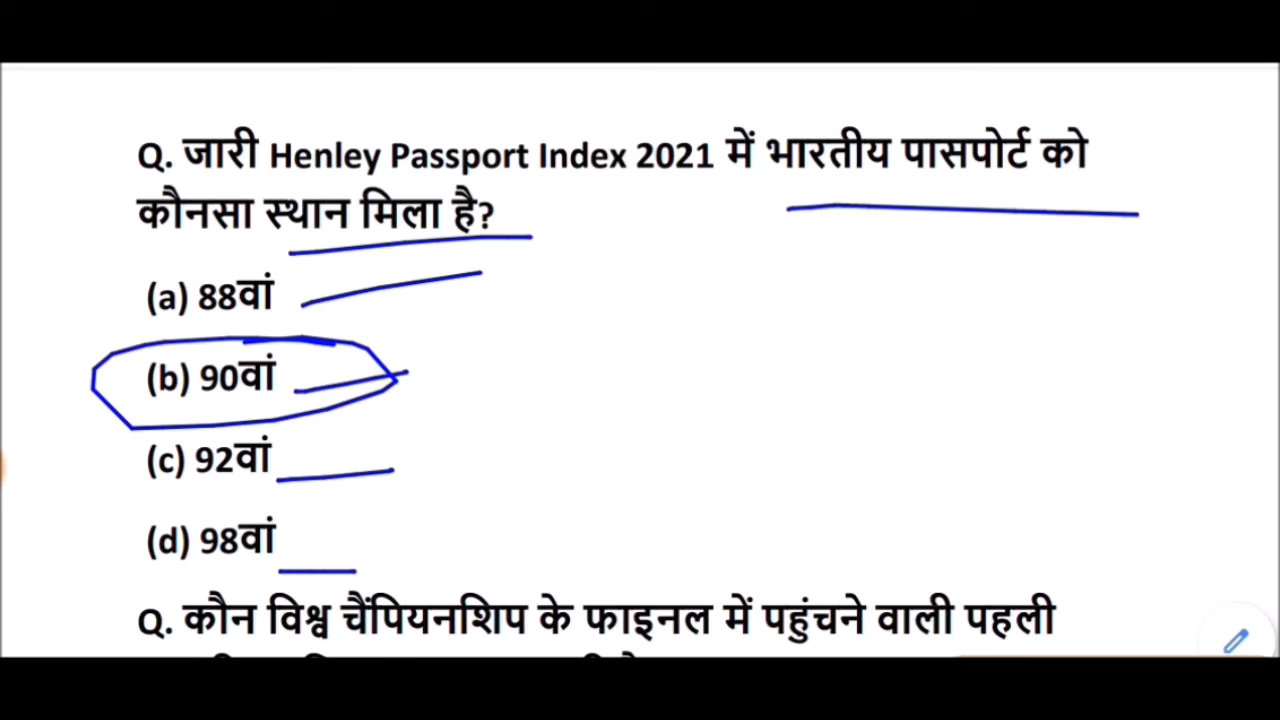 Q. जारी Henley Passport Index 2021 में भारतीय पासपोर्ट को
कौनसा स्थान मिला है?
(a) 88वां
(b) 90वां
(c) 92वां
(d) 98वां
Q. कौन विश्व चैंपियनशिप के फाइनल में पहुंचने वाली पहली